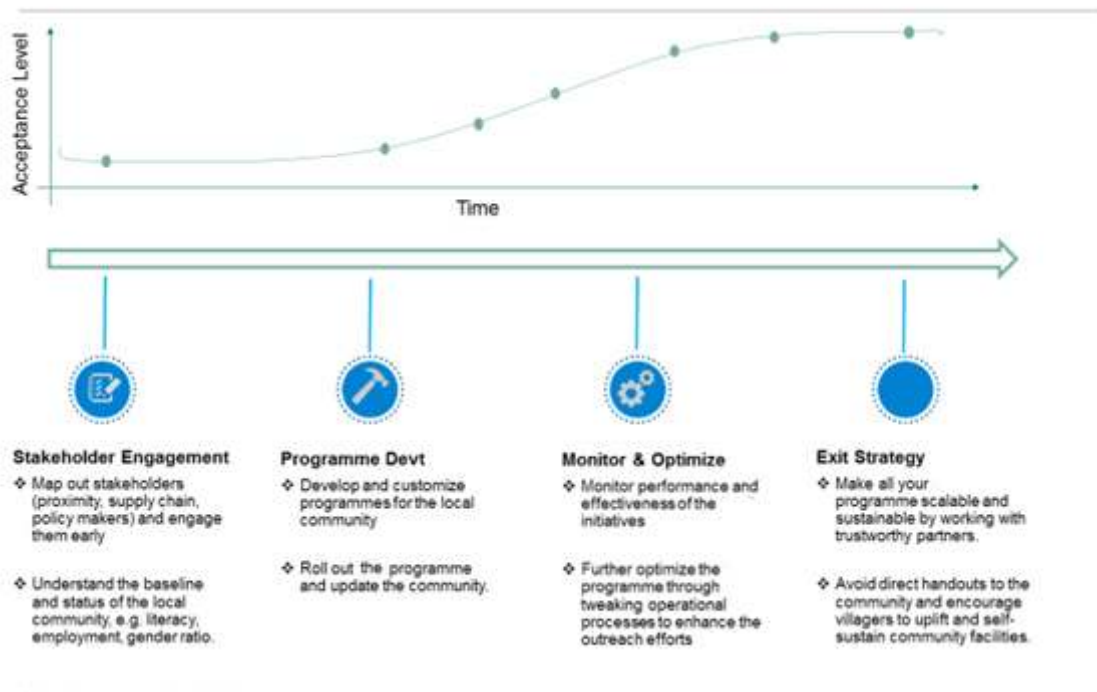 Acceptance Level
Time
Stakeholder Engagement
❖ Map out stakeholders
(proximity, supply chain,
policy makers) and engage
them early
❖ Understand the baseline
and status of the local
community, e.g. literacy,
employment, gender ratio.
Programme Devt
❖ Develop and customize
programmes for the local
community
❖ Roll out the programme
and update the community.
Monitor & Optimize
❖ Monitor performance and
effectiveness of the
initiatives
❖ Further optimize the
programme through
tweaking operational
processes to enhance the
outreach efforts
Exit Strategy
❖ Make all your
programme scalable and
sustainable by working with
trustworthy partners.
❖ Avoid direct handouts to the
community and encourage
villagers to uplift and self-
sustain community facilities.